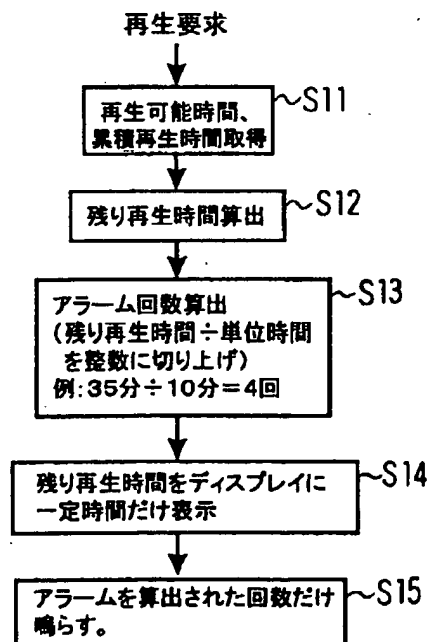 再生要求
再生可能時間、
累積再生時間取得
S11
残り再生時間算出
S12
アラーム回数算出
(残り再生時間÷単位時間
を整数に切り上げ)
例:35分÷10分=4回
S13
残り再生時間をディスプレイに
一定時間だけ表示
S14
アラームを算出された回数だけ
鳴らす。
S15